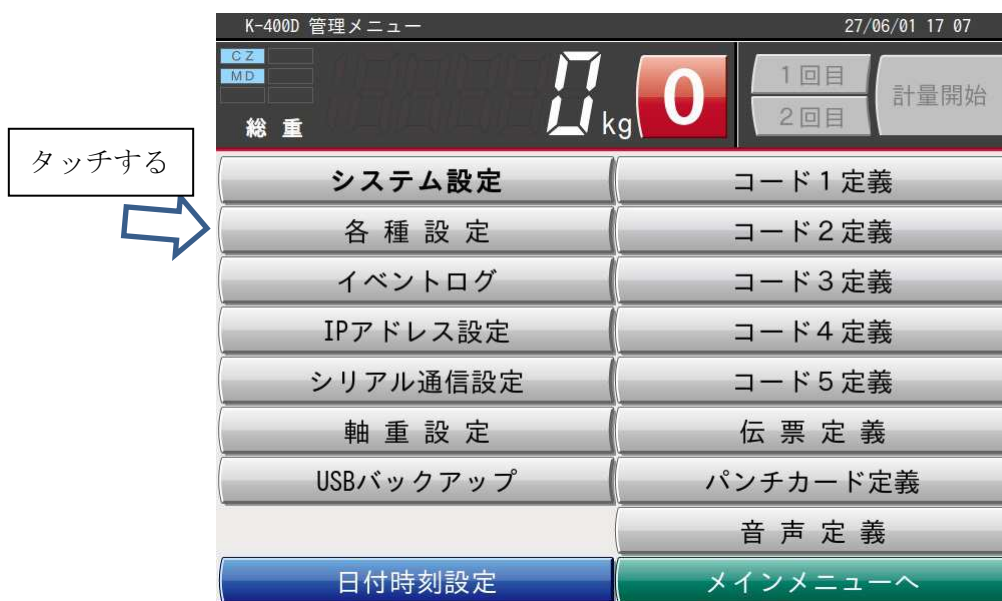 K-400D 管理メニュー 27/06/01 17 07
CZ
MD
総 重 0 kg 0
1回目
2回目
計量開始
タッチする
システム設定 コード1定義
各 種 設 定 コード2定義
イベントログ コード3定義
IPアドレス設定 コード4定義
シリアル通信設定 コード5定義
軸 重 設 定 伝 票 定 義
USBバックアップ パンチカード定義
音 声 定 義
日付時刻設定 メインメニューへ